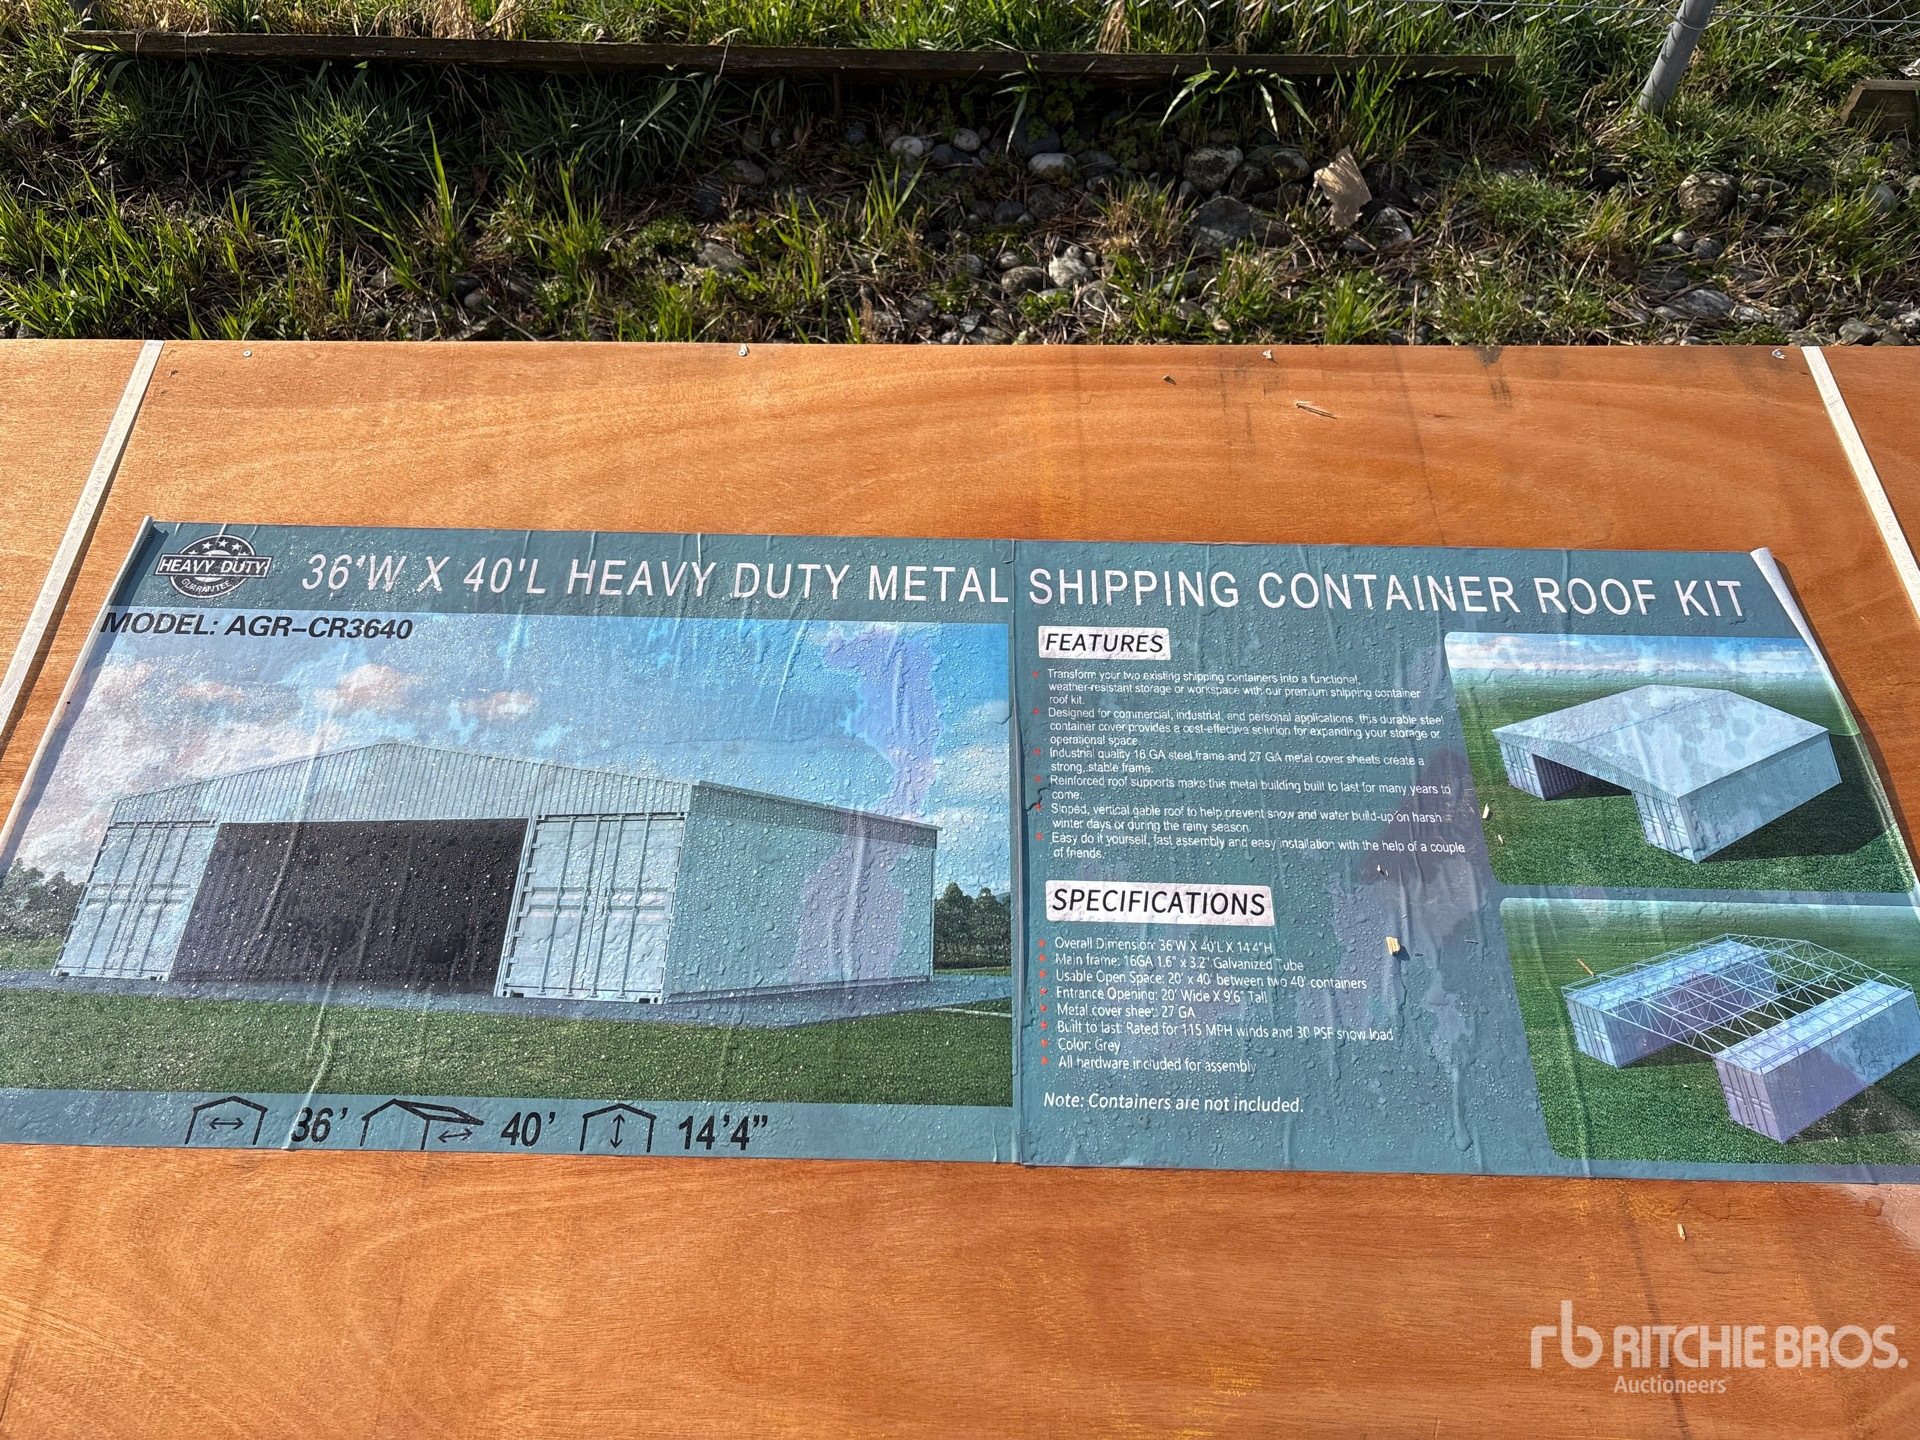 HEAVY DUTY
GUARANTEE
36'W X 40'L HEAVY DUTY METAL SHIPPING CONTAINER ROOF KIT
MODEL: AGR-CR3640
FEATURES
Transform your two existing shipping containers into a functional,
weather-resistant storage or workspace with our premium shipping container
roof kit.
Designed for commercial, industrial, and personal applications, this durable steel
container cover provides a cost-effective solution for expanding your storage or
operational space
Industrial quality 16 GA steel frame and 27 GA metal cover sheets create a
strong, stable frame.
Reinforced roof supports make this metal building built to last for many years to
come.
Sloped, vertical gable roof to help prevent snow and water build-up on harsh
winter days or during the rainy season.
Easy do it yourself, fast assembly and easy installation with the help of a couple
of friends.
SPECIFICATIONS
Overall Dimension: 36'W X 40'L X 14'4"H
Main frame: 16GA 1.6" x 3.2" Galvanized Tube
Usable Open Space: 20' x 40' between two 40' containers
Entrance Opening: 20' Wide X 9'6" Tall
Metal cover sheet: 27 GA
Built to last: Rated for 115 MPH winds and 30 PSF snow load
Color: Grey
All hardware included for assembly
Note: Containers are not included.
36' 40' 14'4"
rb RITCHIE BROS.
Auctioneers